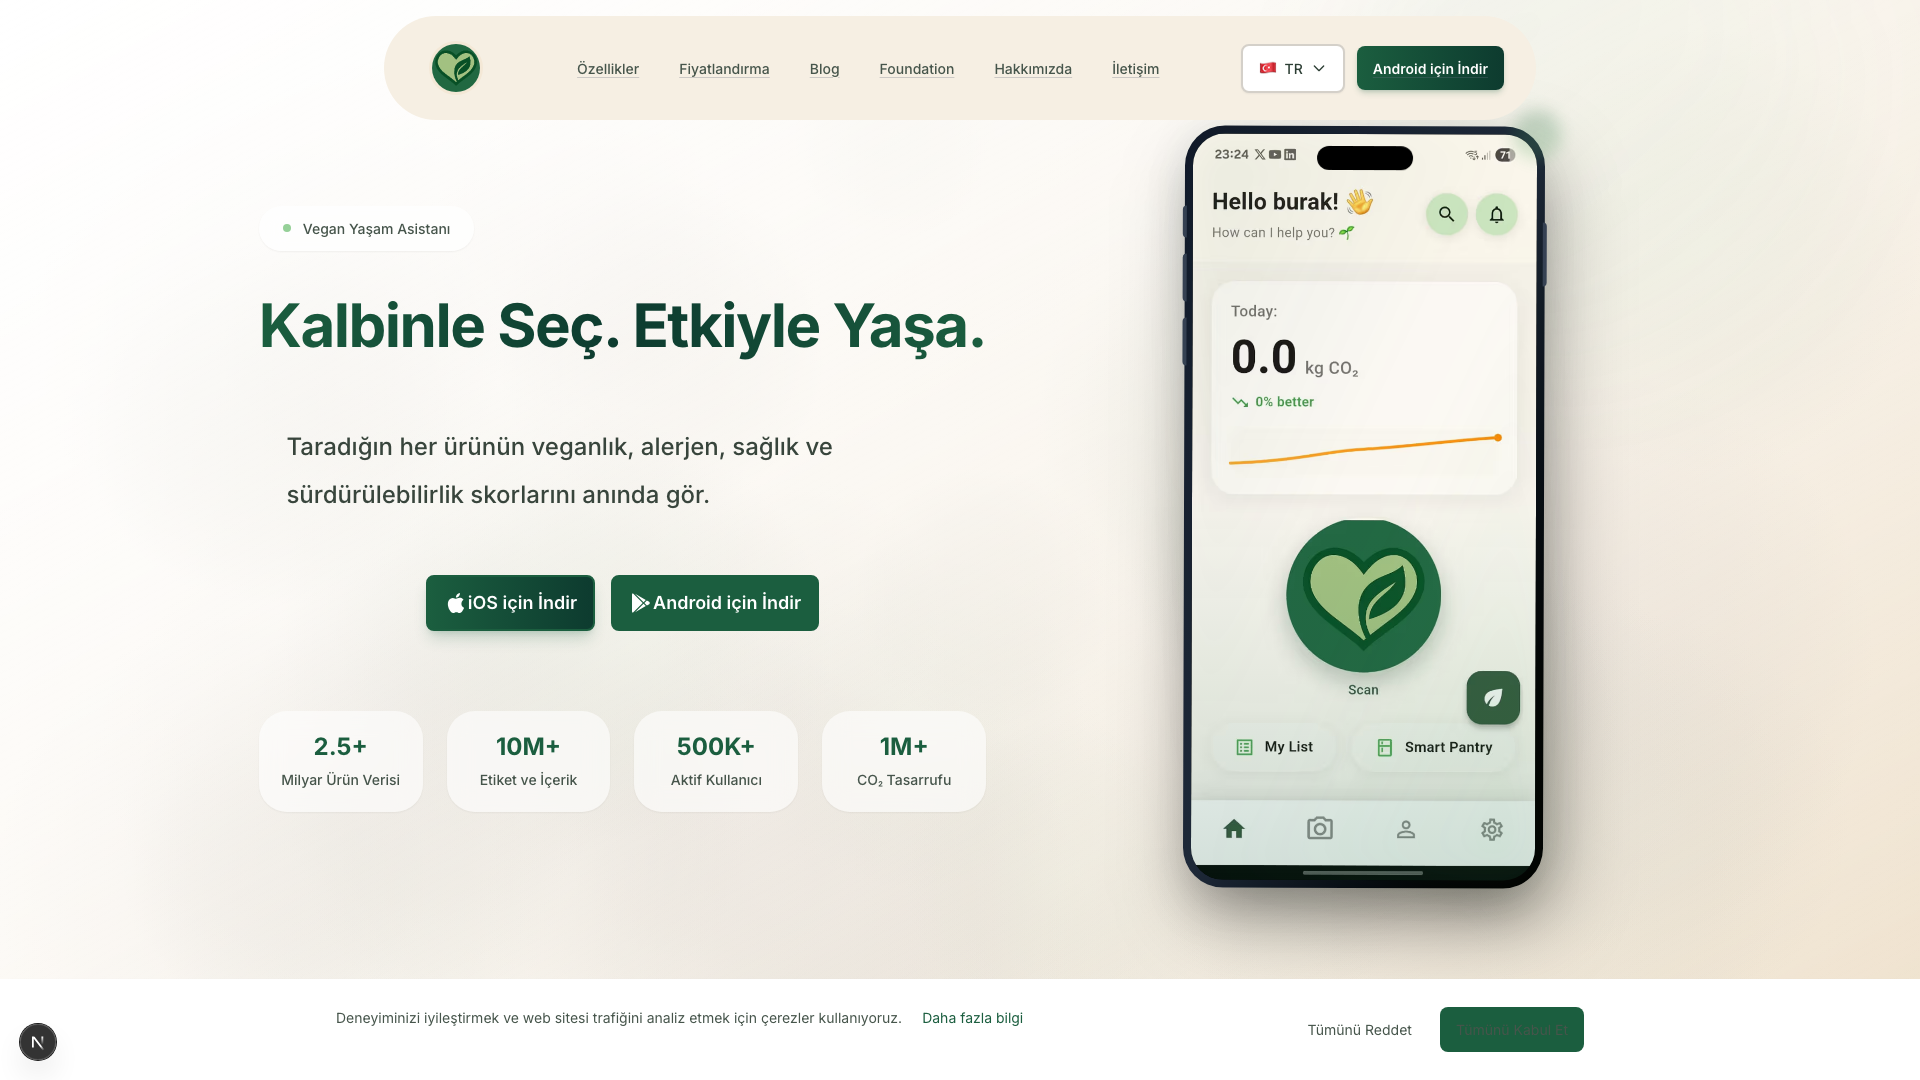 Özellikler
Fiyatlandırma
Blog
Foundation
Hakkımızda
İletişim
TR
Android için İndir
Vegan Yaşam Asistanı
Kalbinle Seç. Etkiyle Yaşa.
Taradığın her ürünün veganlık, alerjen, sağlık ve
sürdürülebilirlik skorlarını anında gör.
iOS için İndir
Android için İndir
2.5+
Milyar Ürün Verisi
10M+
Etiket ve İçerik
500K+
Aktif Kullanıcı
1M+
CO₂ Tasarrufu
23:24
71
Hello burak! 👋
How can I help you? 🌱
Today:
0.0 kg CO₂
0% better
Scan
My List
Smart Pantry
Deneyiminizi iyileştirmek ve web sitesi trafiğini analiz etmek için çerezler kullanıyoruz. Daha fazla bilgi
Tümünü Reddet
Tümünü Kabul Et
N